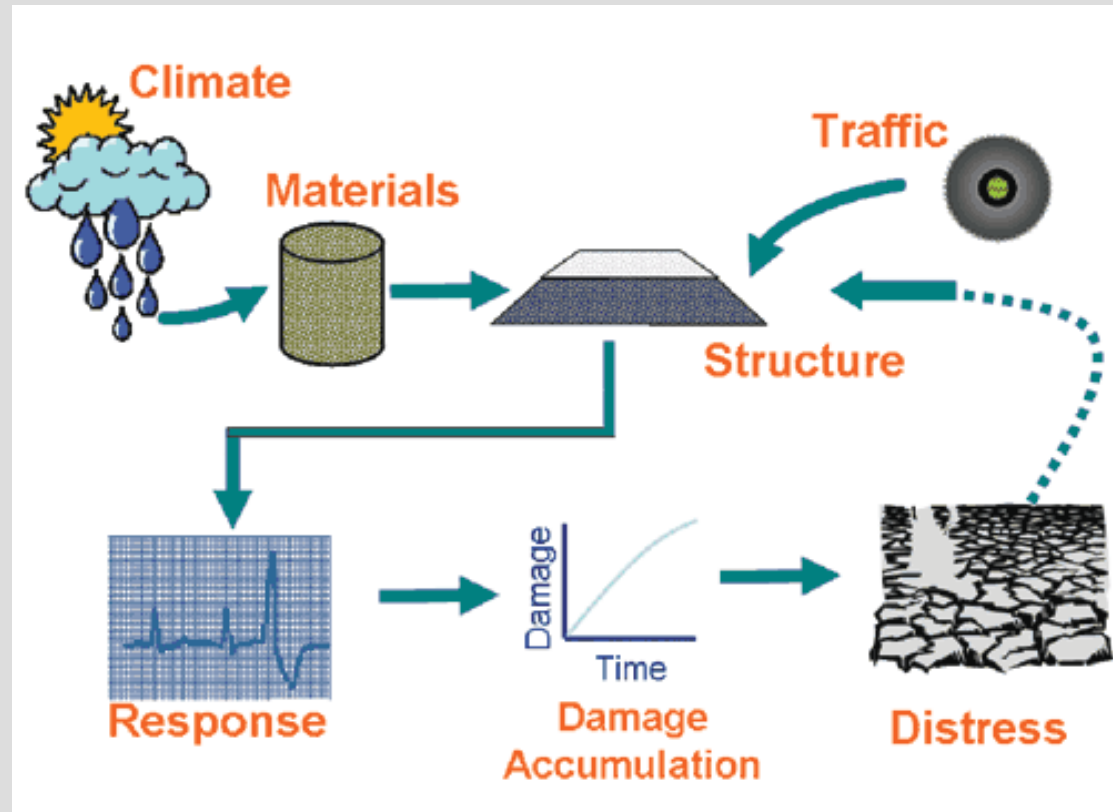 Climate
Traffic
Materials
Structure
Response
Damage
Time
Damage
Accumulation
Distress